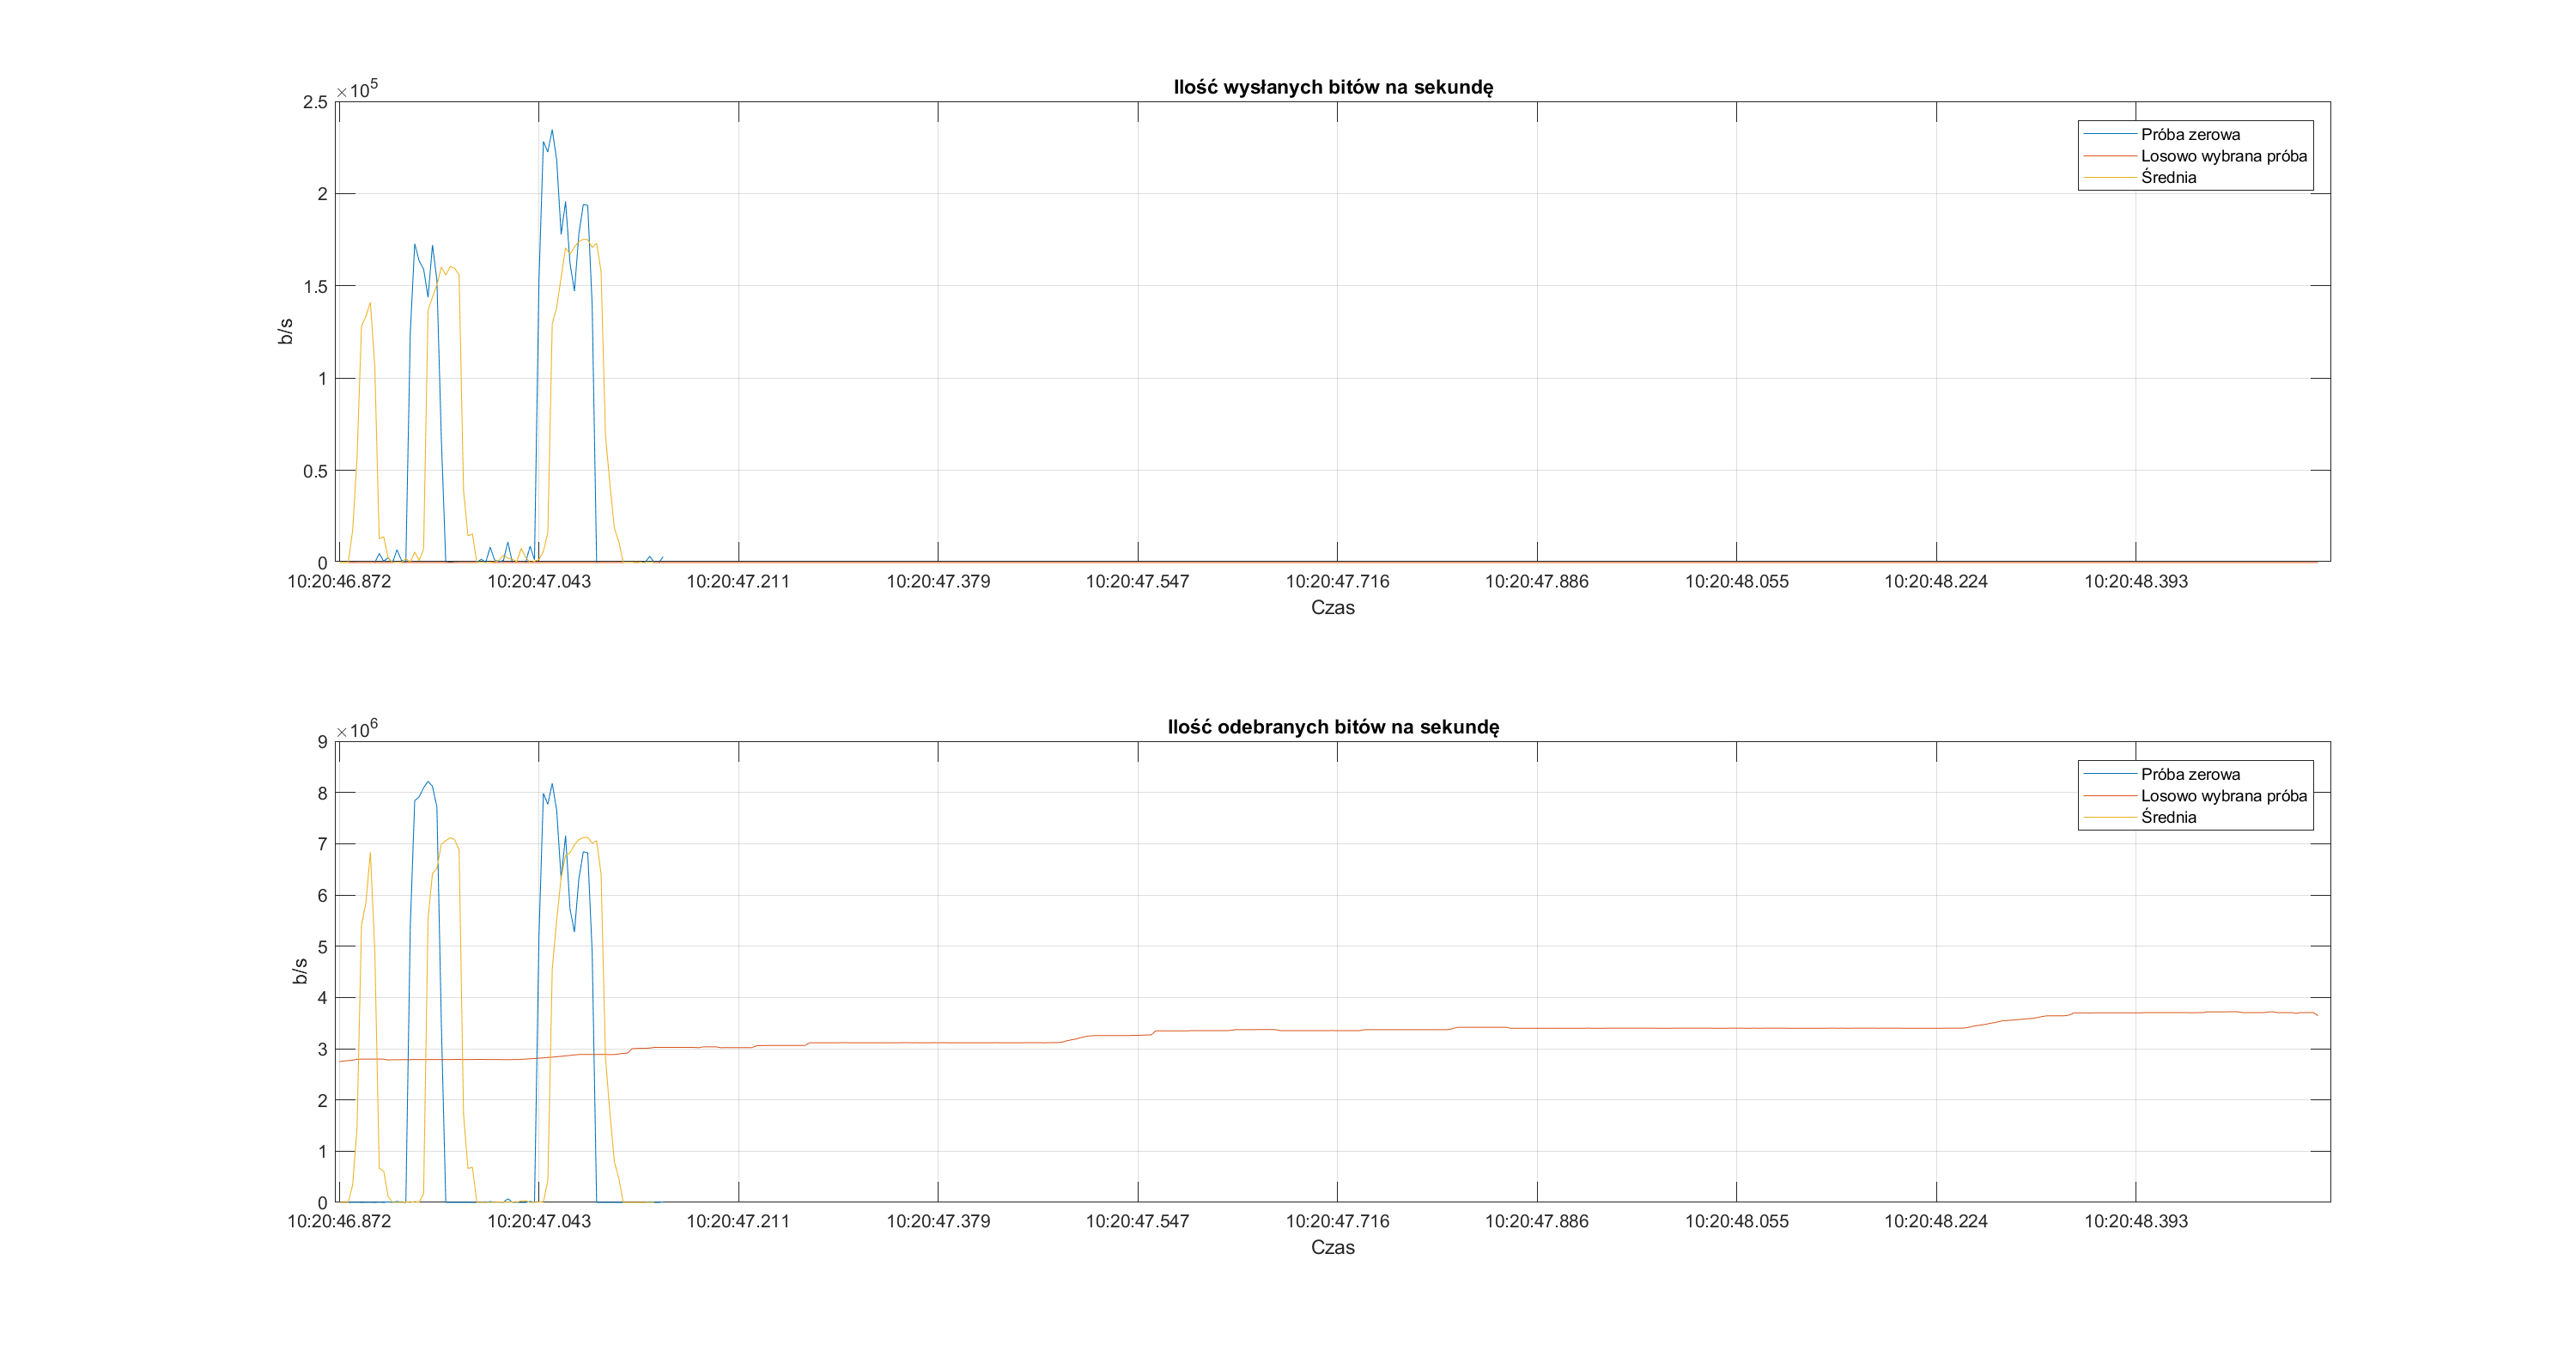 Ilość wysłanych bitów na sekundę
×10^5
2.5
2
1.5
1
0.5
0
b/s
Próba zerowa
Losowo wybrana próba
Średnia
10:20:46.872 10:20:47.043 10:20:47.211 10:20:47.379 10:20:47.547 10:20:47.716 10:20:47.886 10:20:48.055 10:20:48.224 10:20:48.393
Czas
Ilość odebranych bitów na sekundę
×10^6
9
8
7
6
5
4
3
2
1
0
b/s
Próba zerowa
Losowo wybrana próba
Średnia
10:20:46.872 10:20:47.043 10:20:47.211 10:20:47.379 10:20:47.547 10:20:47.716 10:20:47.886 10:20:48.055 10:20:48.224 10:20:48.393
Czas